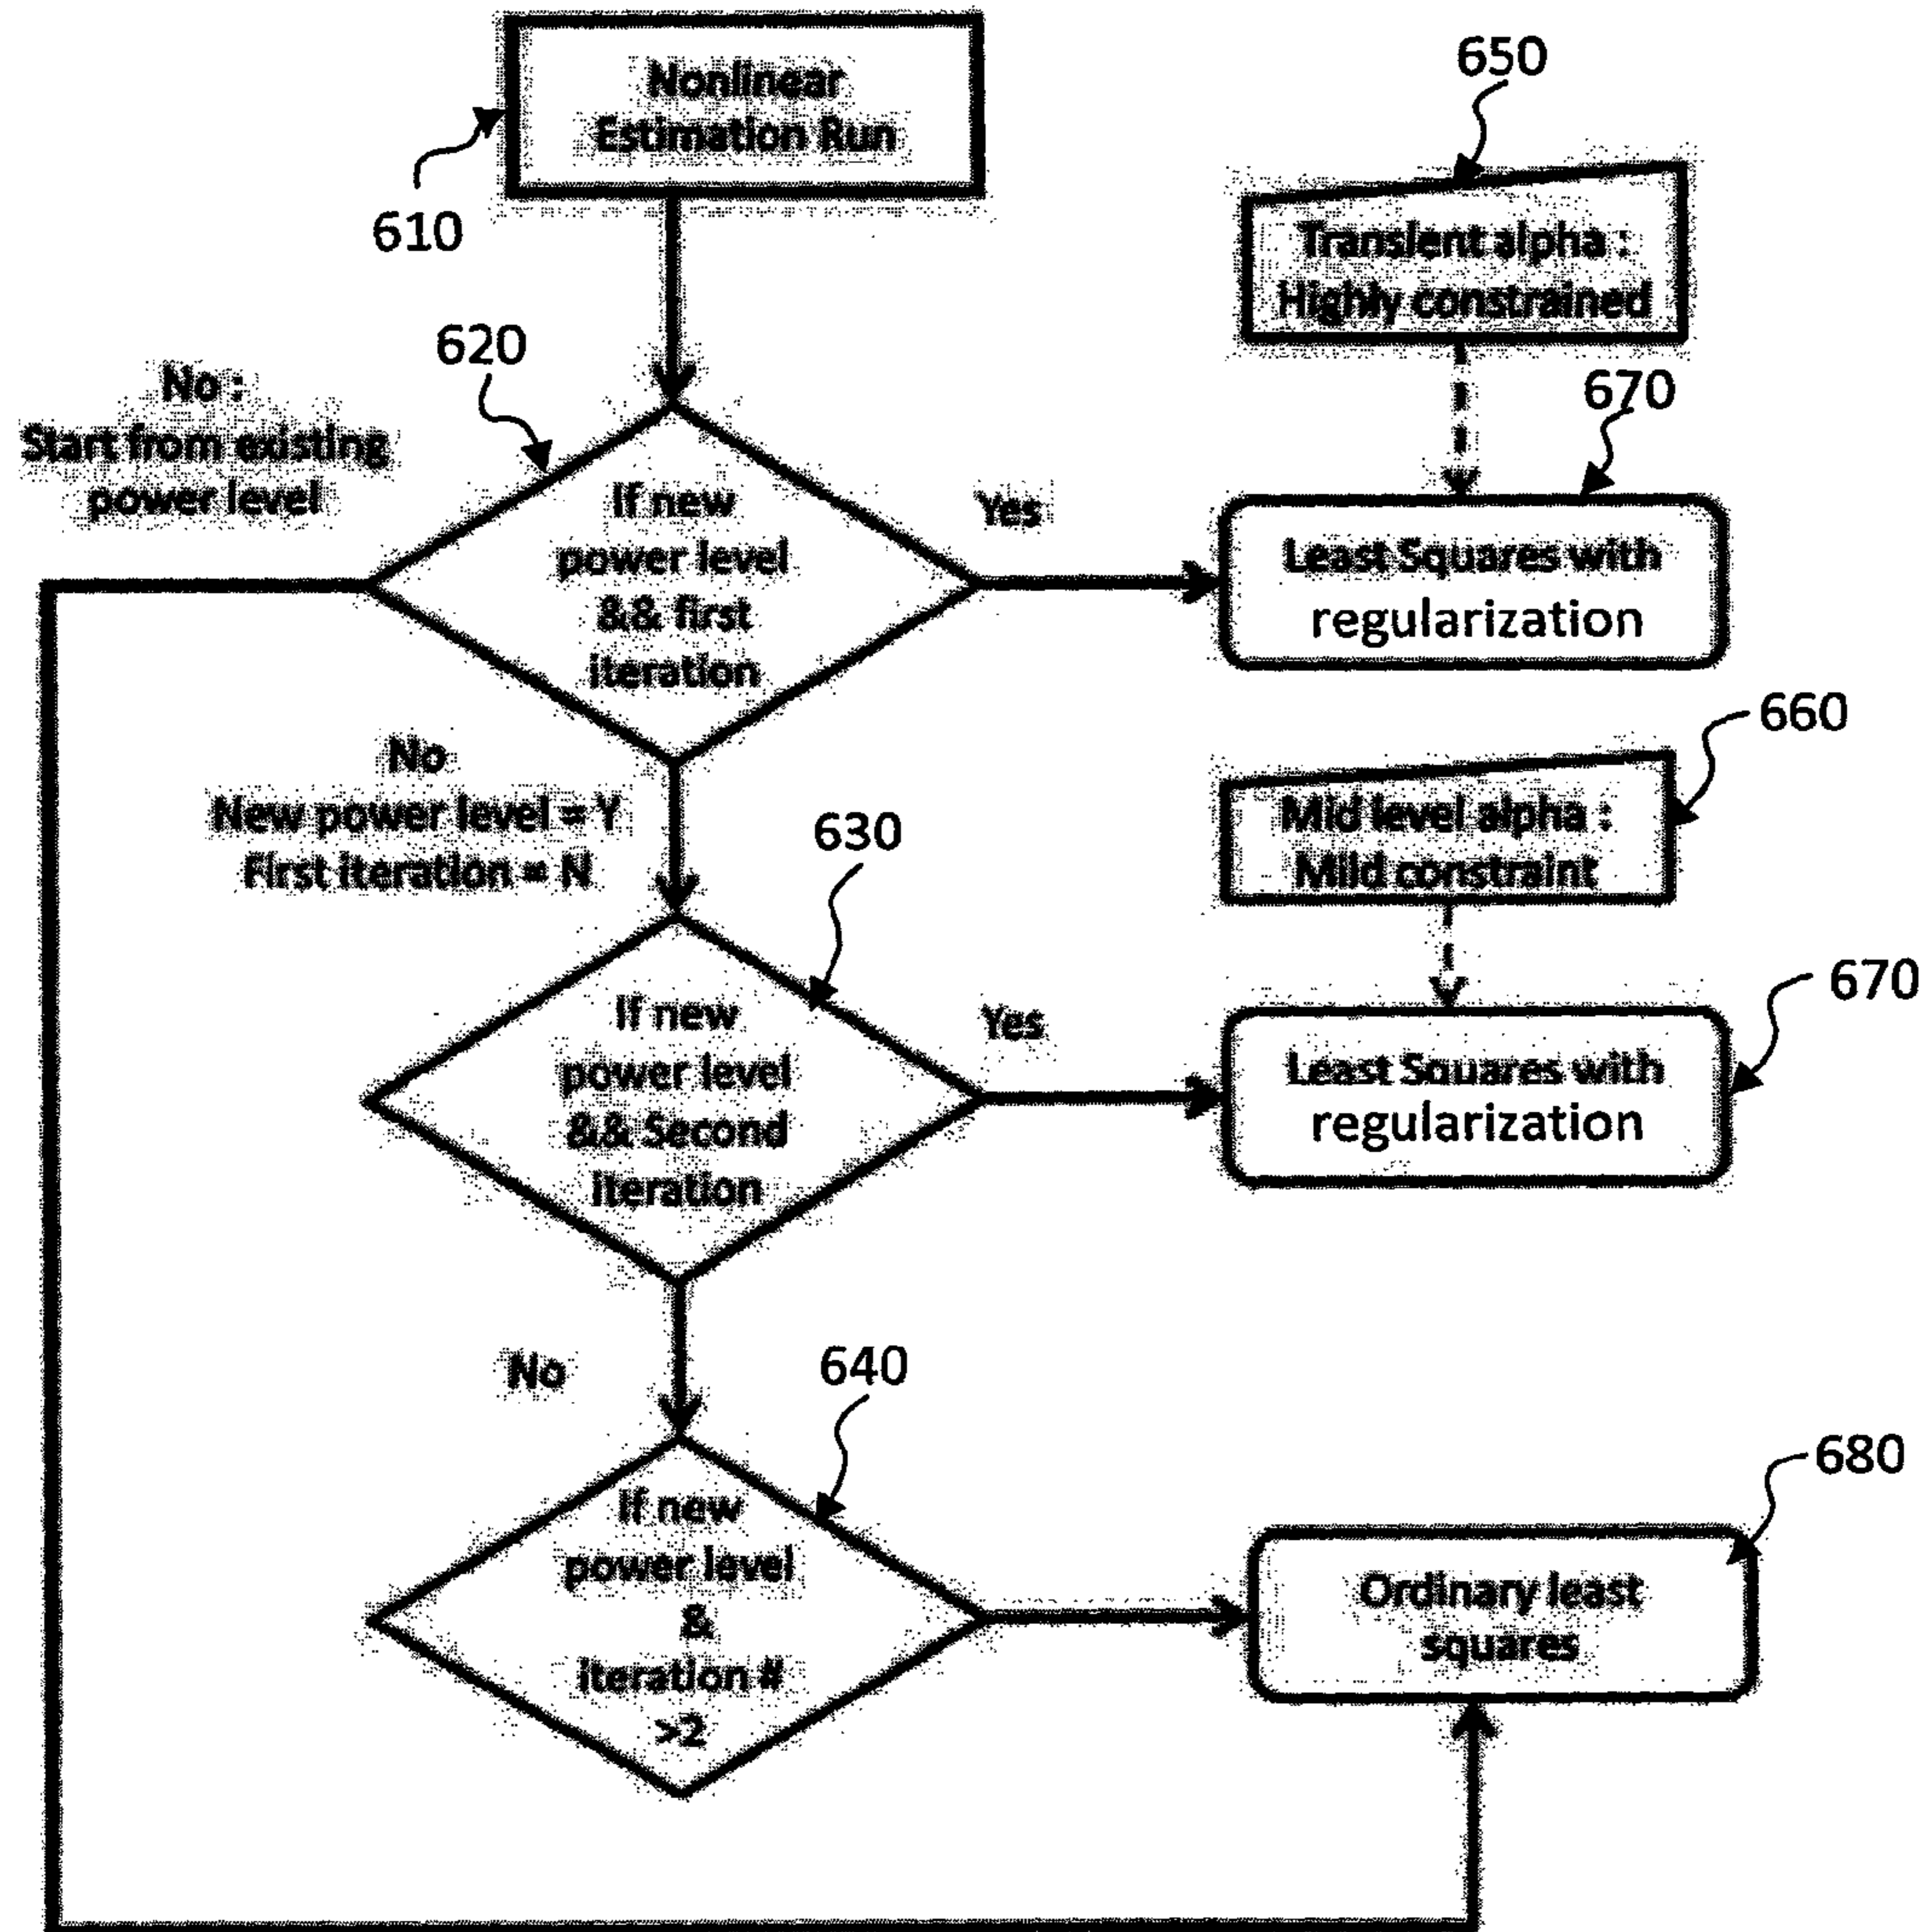 Nonlinear
Estimation Run
610
650
Transient alpha :
Highly constrained
620
670
No :
Start from existing
power level
If new
power level
&& first
iteration
Yes
Least Squares with
regularization
No
New power level = Y
First iteration = N
660
Mid level alpha :
Mild constraint
630
670
If new
power level
&& Second
iteration
Yes
Least Squares with
regularization
No
640
680
If new
power level
&
iteration #
>2
Ordinary least
squares